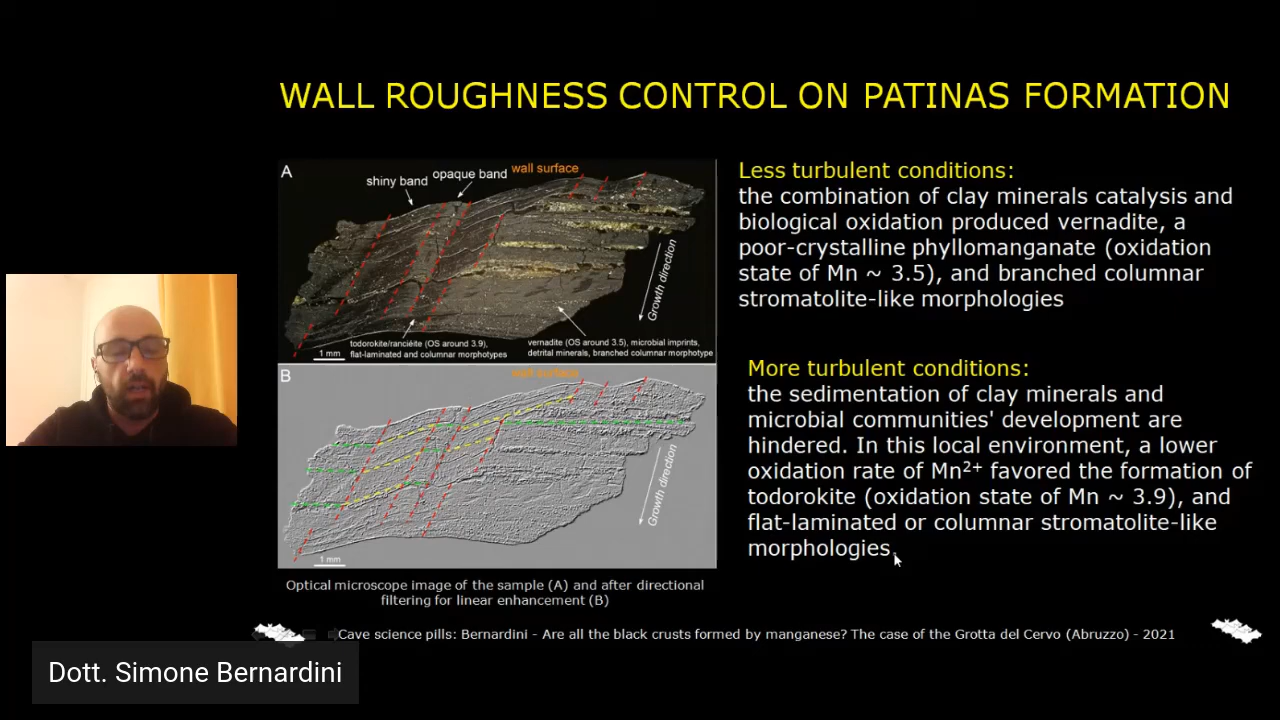 WALL ROUGHNESS CONTROL ON PATINAS FORMATION
A
shiny band
opaque band
wall surface
Growth direction
todorokite/ranciéite (OS around 3.9),
flat-laminated and columnar morphotypes
vernadite (OS around 3.5), microbial imprints,
detrital minerals, branched columnar morphotype
1 mm
B
wall surface
Growth direction
1 mm
Optical microscope image of the sample (A) and after directional
filtering for linear enhancement (B)
Less turbulent conditions:
the combination of clay minerals catalysis and
biological oxidation produced vernadite, a
poor-crystalline phyllomanganate (oxidation
state of Mn ~ 3.5), and branched columnar
stromatolite-like morphologies
More turbulent conditions:
the sedimentation of clay minerals and
microbial communities' development are
hindered. In this local environment, a lower
oxidation rate of Mn²⁺ favored the formation of
todorokite (oxidation state of Mn ~ 3.9), and
flat-laminated or columnar stromatolite-like
morphologies.
Cave science pills: Bernardini - Are all the black crusts formed by manganese? The case of the Grotta del Cervo (Abruzzo) - 2021
Dott. Simone Bernardini